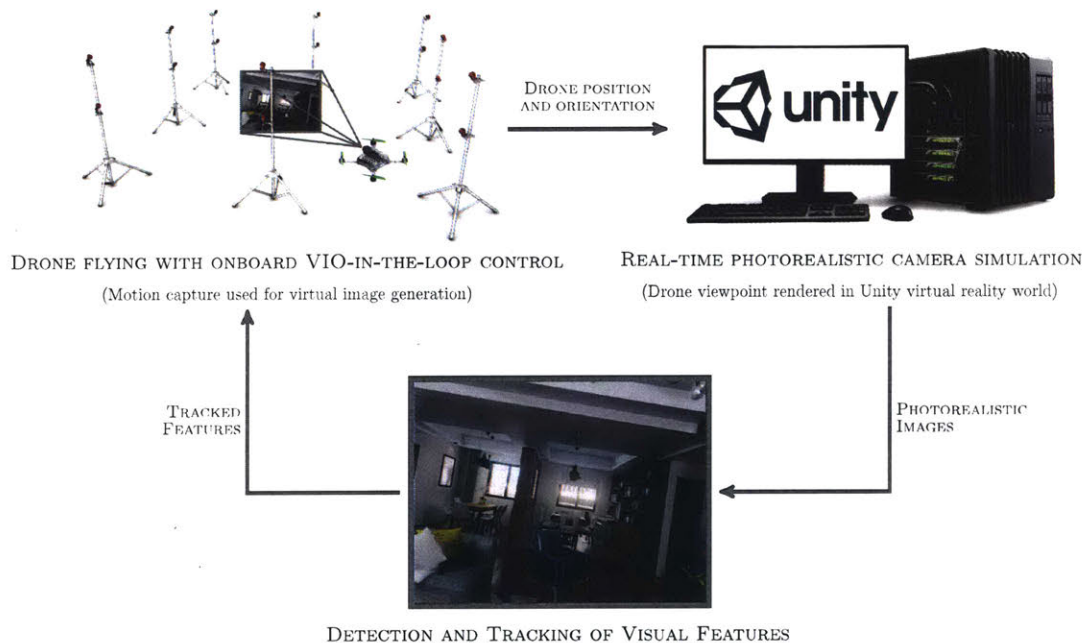 DRONE POSITION
AND ORIENTATION
unity
DRONE FLYING WITH ONBOARD VIO-IN-THE-LOOP CONTROL
(Motion capture used for virtual image generation)
REAL-TIME PHOTOREALISTIC CAMERA SIMULATION
(Drone viewpoint rendered in Unity virtual reality world)
TRACKED
FEATURES
PHOTOREALISTIC
IMAGES
DETECTION AND TRACKING OF VISUAL FEATURES